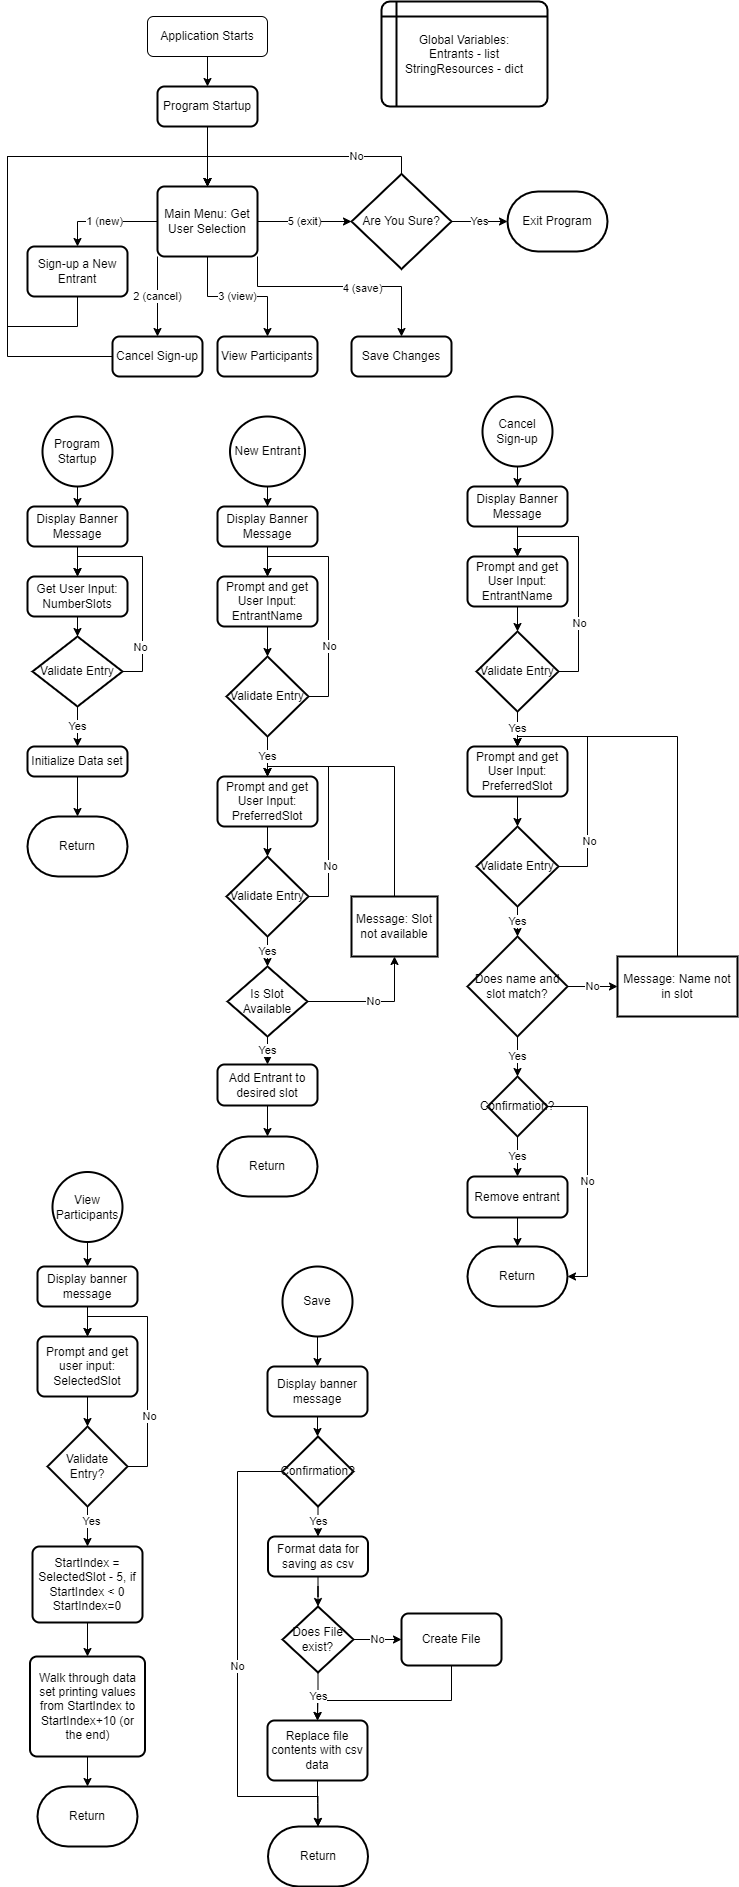 Application Starts
Global Variables:
Entrants - list
StringResources - dict
Program Startup
No
Main Menu: Get
User Selection
1 (new)
5 (exit)
Are You Sure?
Yes
Exit Program
Sign-up a New
Entrant
2 (cancel)
3 (view)
4 (save)
Cancel Sign-up
View Participants
Save Changes
Program
Startup
Display Banner
Message
Get User Input:
NumberSlots
No
Validate Entry
Yes
Initialize Data set
Return
New Entrant
Display Banner
Message
Prompt and get
User Input:
EntrantName
No
Validate Entry
Yes
Prompt and get
User Input:
PreferredSlot
No
Validate Entry
Yes
Message: Slot
not available
Is Slot
Available
No
Yes
Add Entrant to
desired slot
Return
Cancel
Sign-up
Display Banner
Message
Prompt and get
User Input:
EntrantName
No
Validate Entry
Yes
Prompt and get
User Input:
PreferredSlot
No
Validate Entry
Yes
Does name and
slot match?
No
Message: Name not
in slot
Yes
Confirmation?
Yes
No
Remove entrant
Return
View
Participants
Display banner
message
Prompt and get
user input:
SelectedSlot
No
Validate
Entry?
Yes
StartIndex =
SelectedSlot - 5, if
StartIndex < 0
StartIndex=0
Walk through data
set printing values
from StartIndex to
StartIndex+10 (or
the end)
Return
Save
Display banner
message
Confirmation?
Yes
Format data for
saving as csv
Does File
exist?
No
Create File
No
Yes
Replace file
contents with csv
data
Return